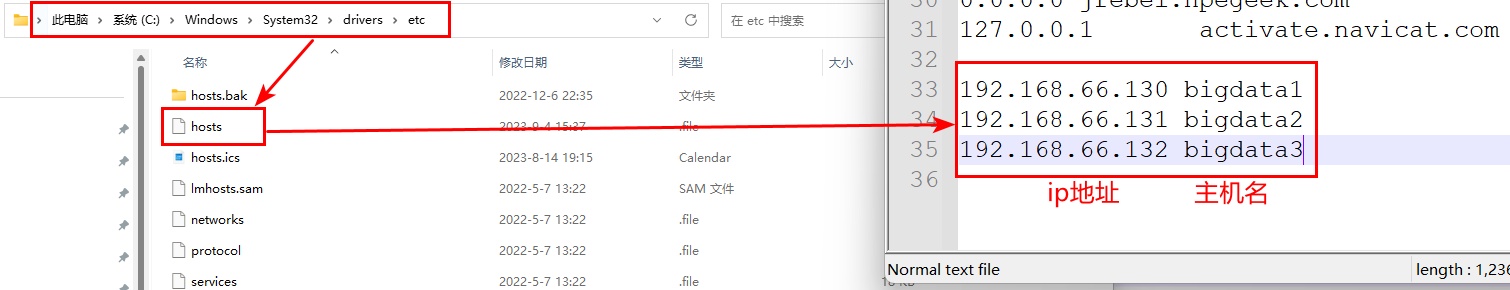 此电脑 > 系统 (C:) > Windows > System32 > drivers > etc
在 etc 中搜索
名称 修改日期 类型 大小
hosts.bak 2022-12-6 22:35 文件夹
hosts 2023-9-4 15:37 .file
hosts.ics 2023-8-14 19:15 Calendar
lmhosts.sam 2022-5-7 13:22 SAM 文件
networks 2022-5-7 13:22 .file
protocol 2022-5-7 13:22 .file
services 2022-5-7 13:22 .file
30 0.0.0.0
31 127.0.0.1 activate.navicat.com
32
33 192.168.66.130 bigdata1
34 192.168.66.131 bigdata2
35 192.168.66.132 bigdata3
36
ip地址 主机名
Normal text file length : 1,236